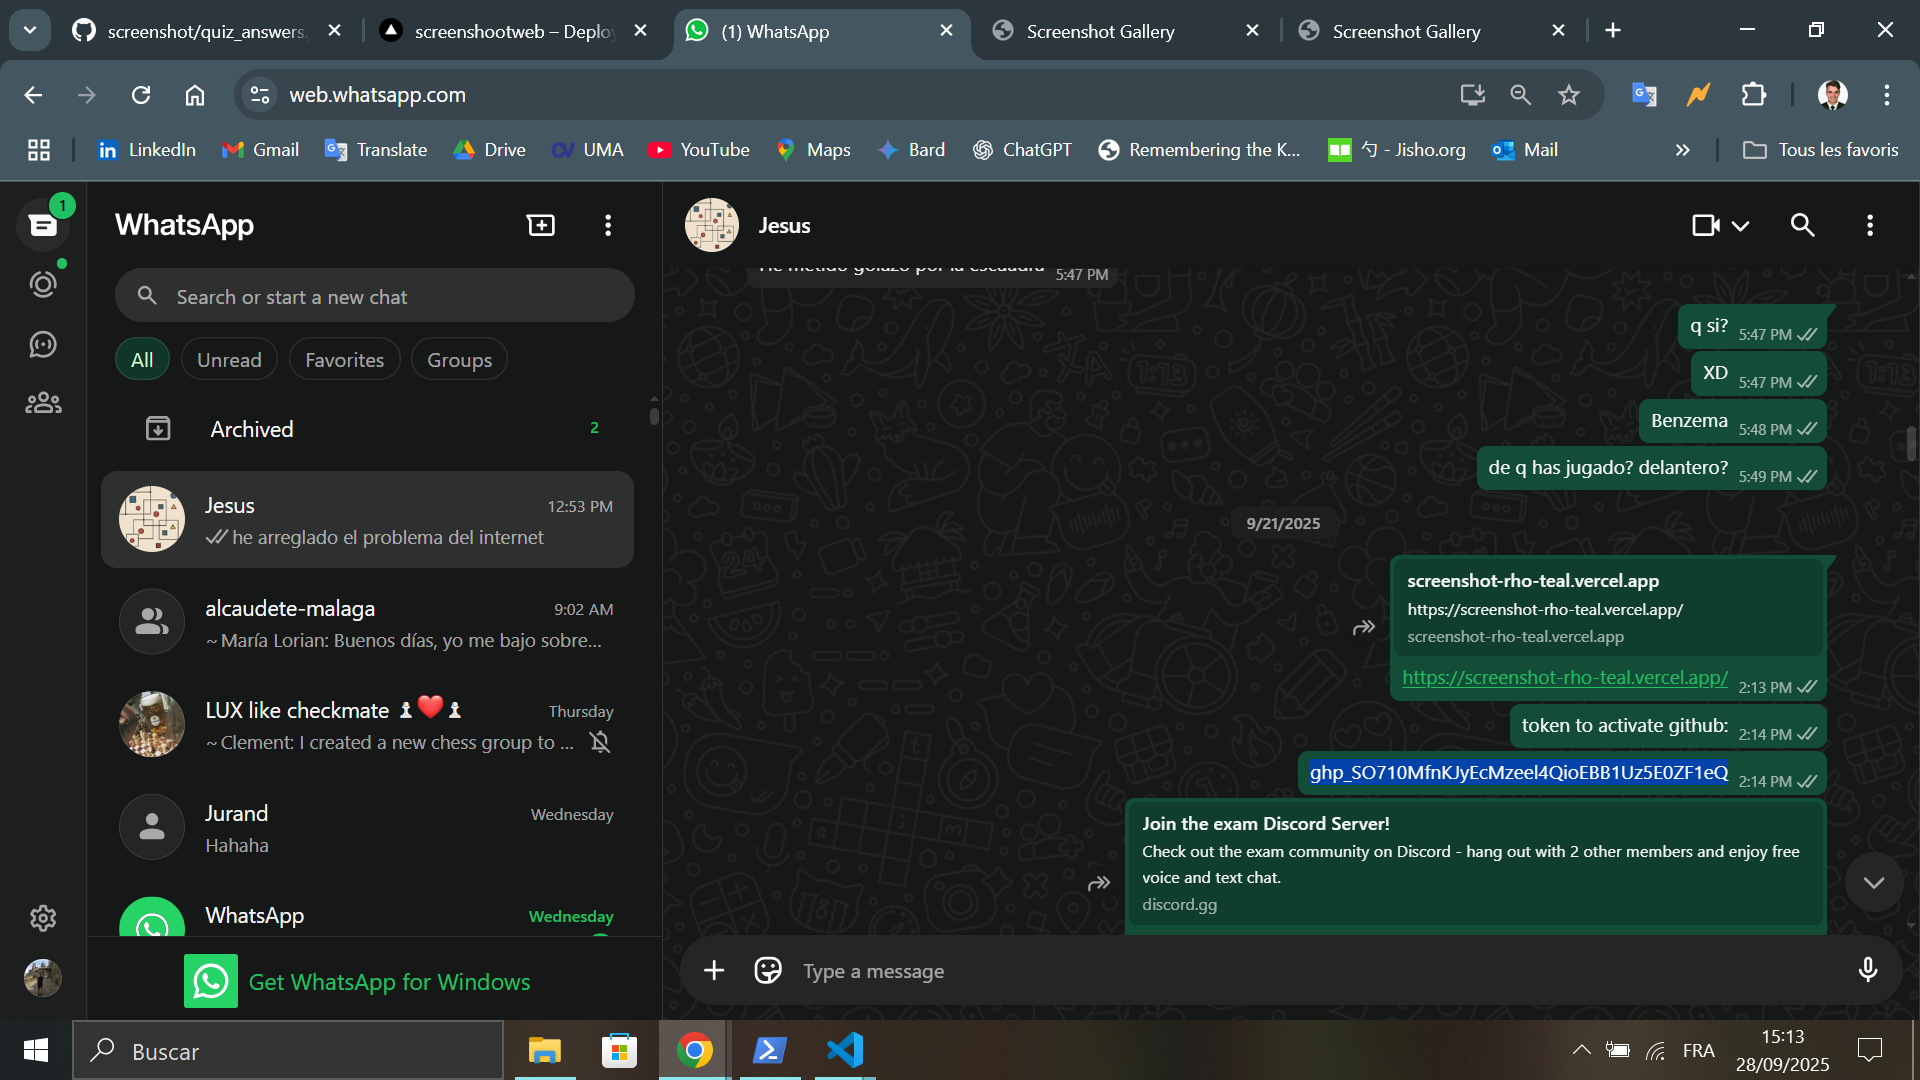 screenshot/quiz_answers.
screenshootweb – Deploy
(1) WhatsApp
Screenshot Gallery
Screenshot Gallery
web.whatsapp.com
LinkedIn
Gmail
Translate
Drive
UMA
YouTube
Maps
Bard
ChatGPT
Remembering the K...
勺 - Jisho.org
Mail
Tous les favoris
1
WhatsApp
Search or start a new chat
All
Unread
Favorites
Groups
Archived
2
Jesus
12:53 PM
he arreglado el problema del internet
alcaudete-malaga
9:02 AM
~ María Lorian: Buenos días, yo me bajo sobre...
LUX like checkmate ♟️❤️♟️
Thursday
~ Clement: I created a new chess group to ...
Jurand
Wednesday
Hahaha
WhatsApp
Wednesday
Get WhatsApp for Windows
Jesus
He metido golazo por la escuadra 5:47 PM
q si? 5:47 PM
XD 5:47 PM
Benzema 5:48 PM
de q has jugado? delantero? 5:49 PM
9/21/2025
screenshot-rho-teal.vercel.app
https://screenshot-rho-teal.vercel.app/
screenshot-rho-teal.vercel.app
https://screenshot-rho-teal.vercel.app/ 2:13 PM
token to activate github: 2:14 PM
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 2:14 PM
Join the exam Discord Server!
Check out the exam community on Discord - hang out with 2 other members and enjoy free
voice and text chat.
discord.gg
Type a message
Buscar
FRA
15:13
28/09/2025